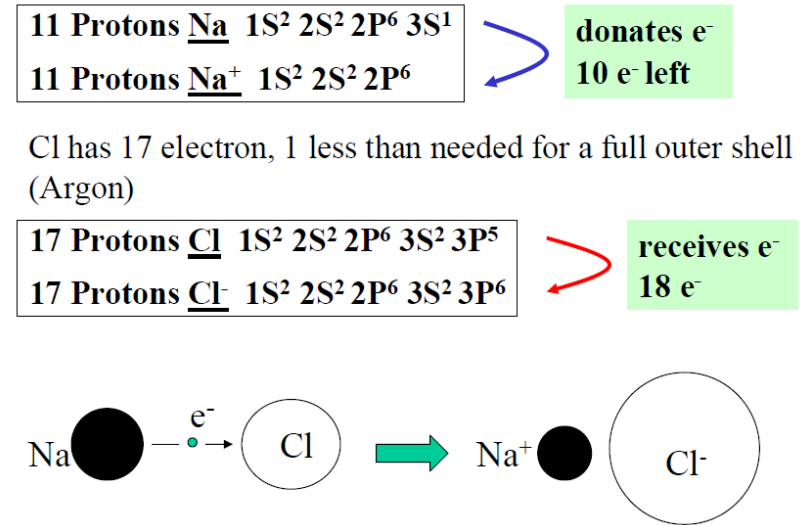 11 Protons Na 1S² 2S² 2P⁶ 3S¹
donates e⁻
11 Protons Na⁺ 1S² 2S² 2P⁶
10 e⁻ left
Cl has 17 electron, 1 less than needed for a full outer shell
(Argon)
17 Protons Cl 1S² 2S² 2P⁶ 3S² 3P⁵
receives e⁻
17 Protons Cl⁻ 1S² 2S² 2P⁶ 3S² 3P⁶
18 e⁻
e⁻
Na
Cl
Na⁺
Cl⁻